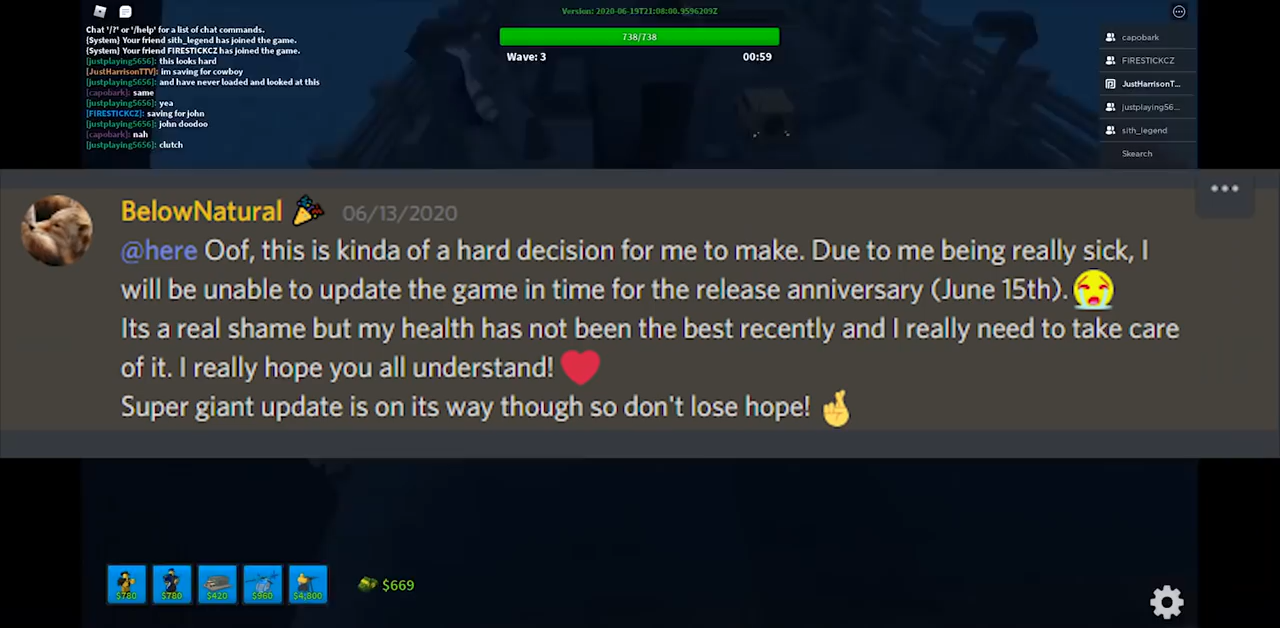 Version: 2020-06-19T21:08:00.9596209Z
Chat '/?' or '/help' for a list of chat commands.
{System} Your friend sith_legend has joined the game.
{System} Your friend FIRESTICKCZ has joined the game.
[justplaying5656]: this looks hard
[JustHarrisonTTV]: im saving for cowboy
[justplaying5656]: and have never loaded and looked at this
[capobark]: same
[justplaying5656]: yea
[FIRESTICKCZ]: saving for john
[justplaying5656]: john doodoo
[capobark]: nah
[justplaying5656]: clutch
738/738
Wave: 3 00:59
capobark
FIRESTICKCZ
JustHarrisonT...
justplaying56...
sith_legend
Skearch
BelowNatural 06/13/2020
@here Oof, this is kinda of a hard decision for me to make. Due to me being really sick, I
will be unable to update the game in time for the release anniversary (June 15th).
Its a real shame but my health has not been the best recently and I really need to take care
of it. I really hope you all understand!
Super giant update is on its way though so don't lose hope!
$780 $780 $420 $960 $4,800 $669